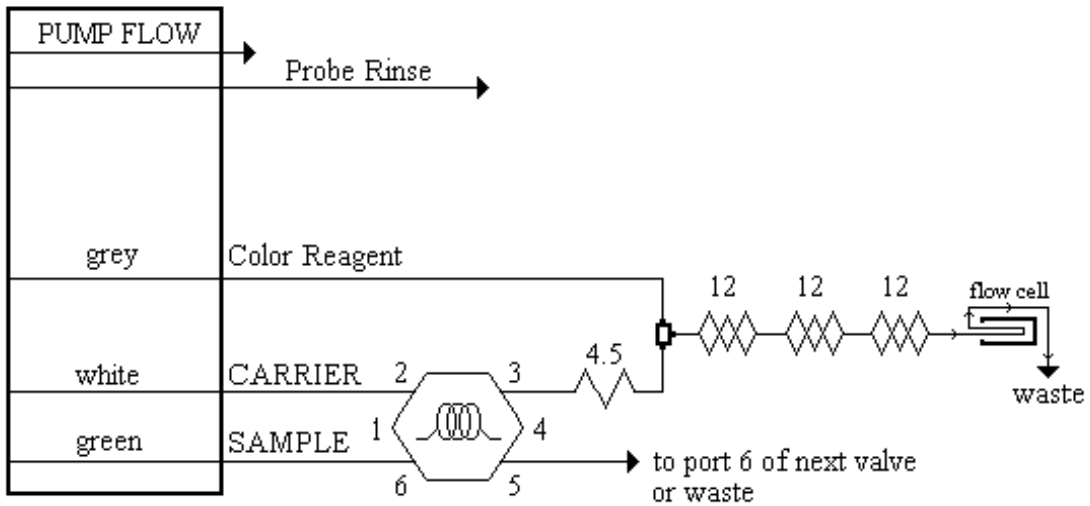 PUMP FLOW
Probe Rinse
grey
Color Reagent
12
12
12
flow cell
4.5
waste
white
CARRIER
2
3
1
4
green
SAMPLE
6
5
to port 6 of next valve
or waste